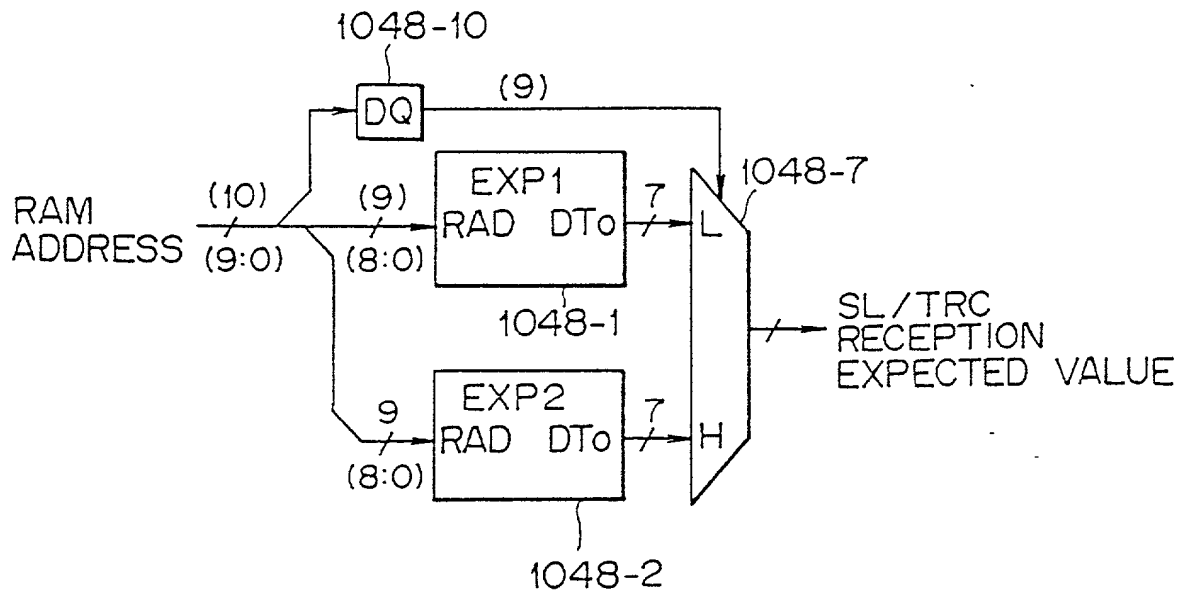 1048-10
DQ
(9)
1048-7
RAM
ADDRESS
(10)
(9:0)
(9)
(8:0)
EXP1
RAD DTo
7
L
1048-1
SL/TRC
RECEPTION
EXPECTED VALUE
9
(8:0)
EXP2
RAD DTo
7
H
1048-2